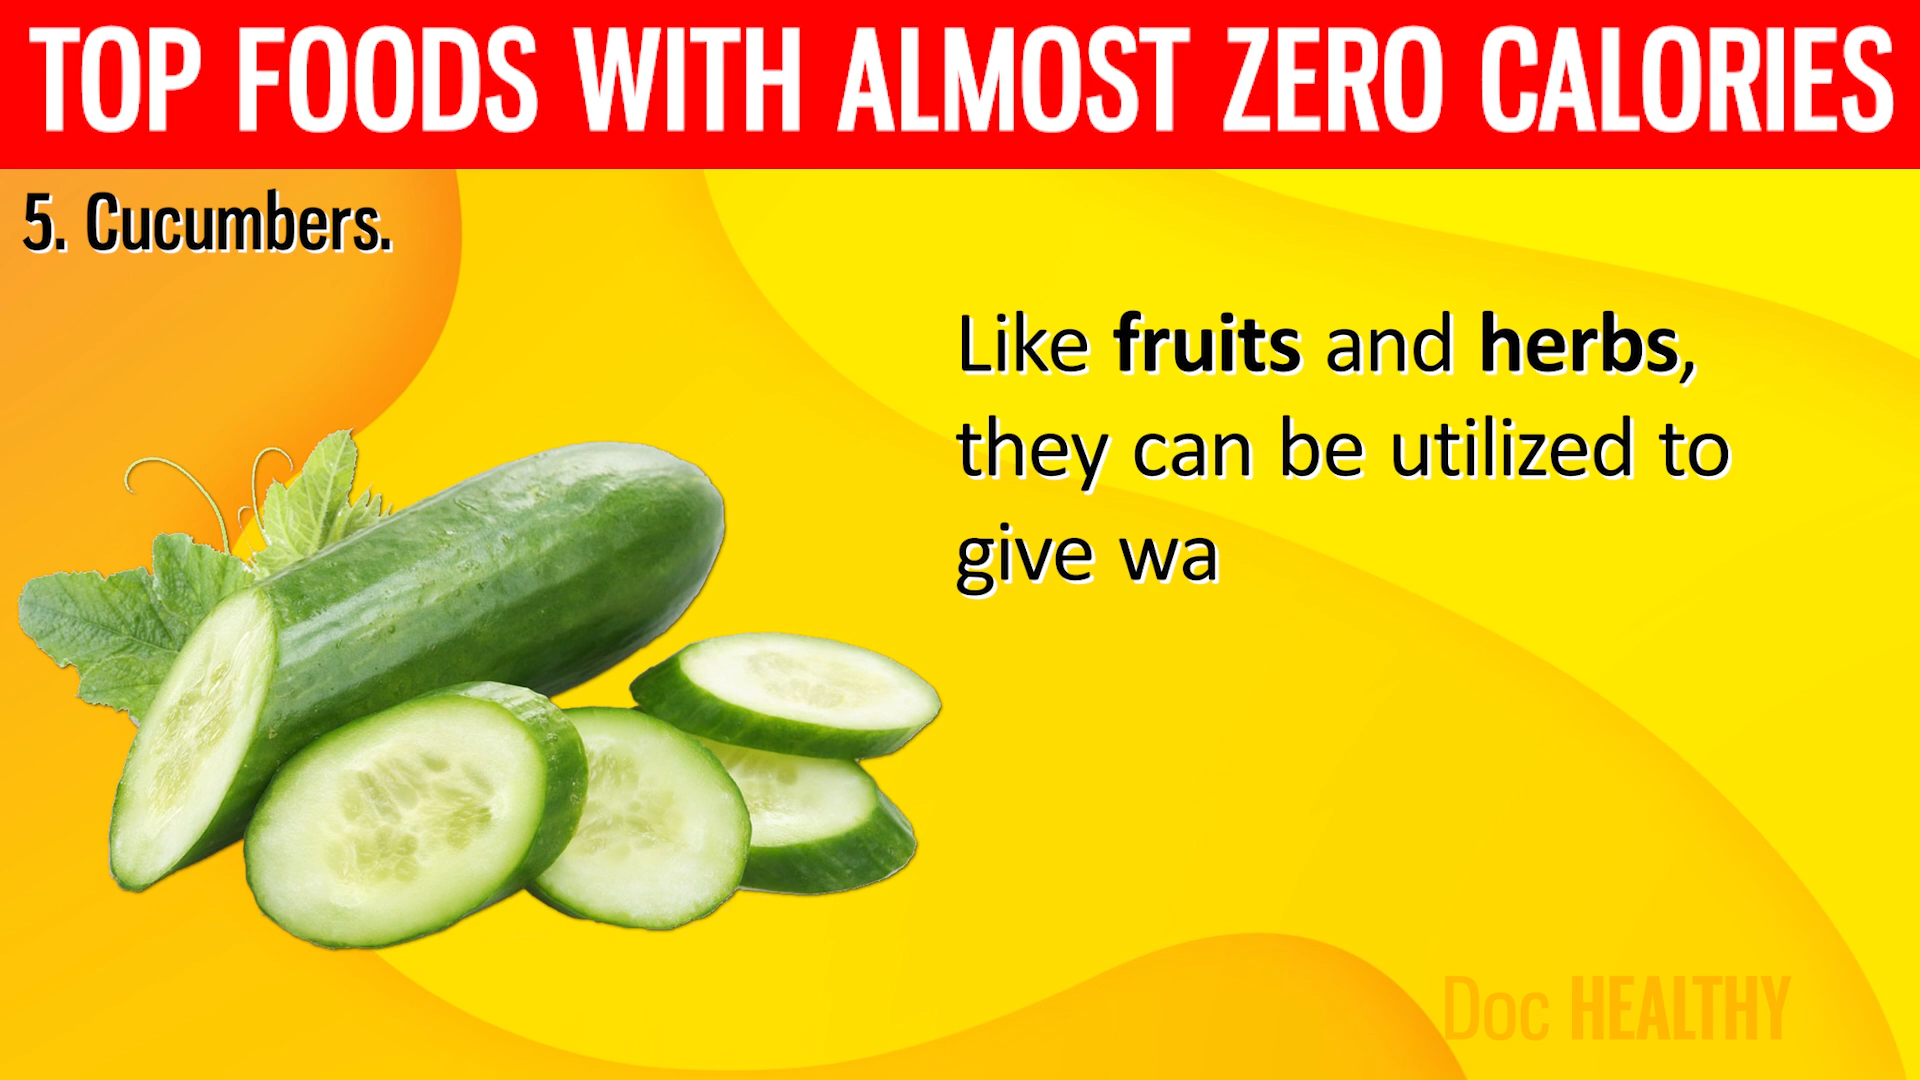 TOP FOODS WITH ALMOST ZERO CALORIES
5. Cucumbers.
Like fruits and herbs,
they can be utilized to
give wa
Doc HEALTHY